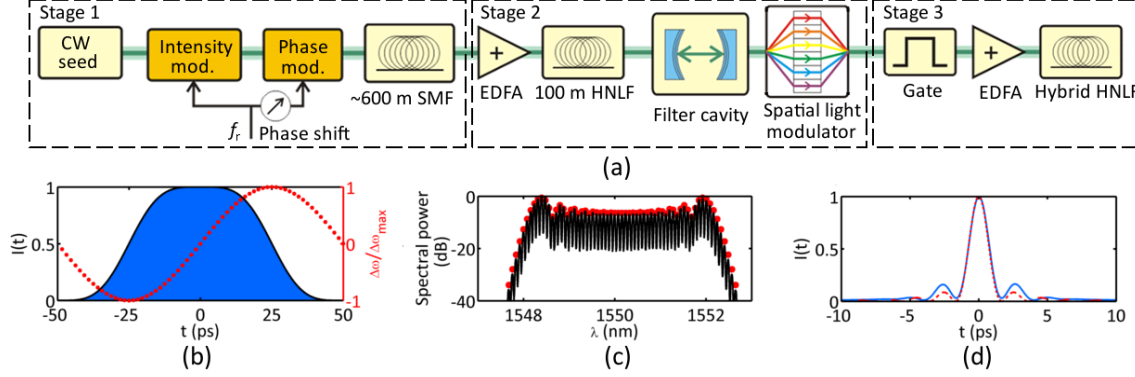 Stage 1
CW
seed
Intensity
mod.
Phase
mod.
~600 m SMF
fr
Phase shift
Stage 2
EDFA
100 m HNLF
Filter cavity
Spatial light
modulator
Stage 3
Gate
EDFA
Hybrid HNLF
(a)
I(t)
1
0.5
0
1
0
-1
Δω/Δωmax
-50
-25
0
25
50
t (ps)
(b)
Spectral power
(dB)
0
-20
-40
1548
1550
1552
λ (nm)
(c)
I(t)
1
0.5
0
-10
-5
0
5
10
t (ps)
(d)